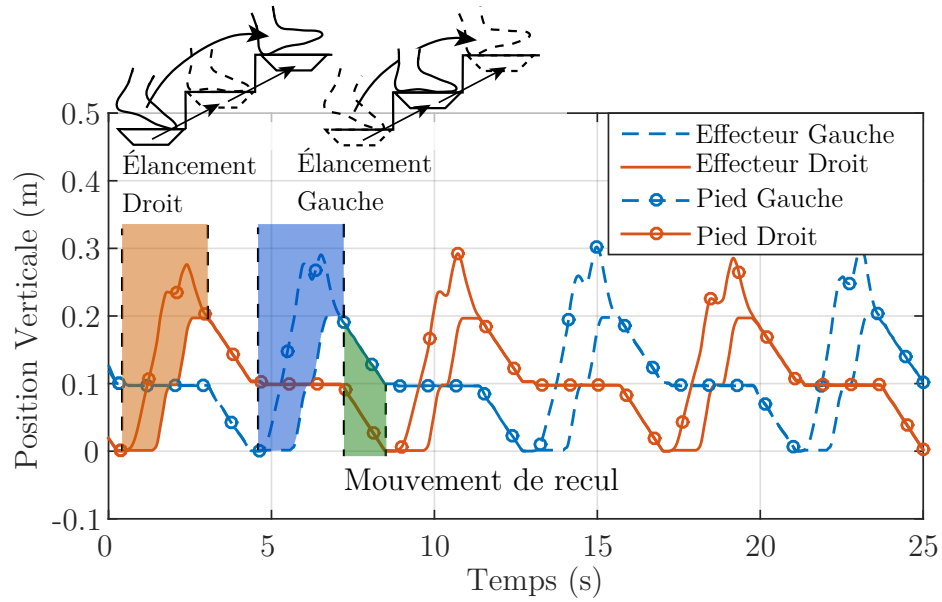 0.5
0.4
0.3
0.2
0.1
0
-0.1
Position Verticale (m)
Élancement
Droit
Élancement
Gauche
Effecteur Gauche
Effecteur Droit
Pied Gauche
Pied Droit
Mouvement de recul
0
5
10
15
20
25
Temps (s)